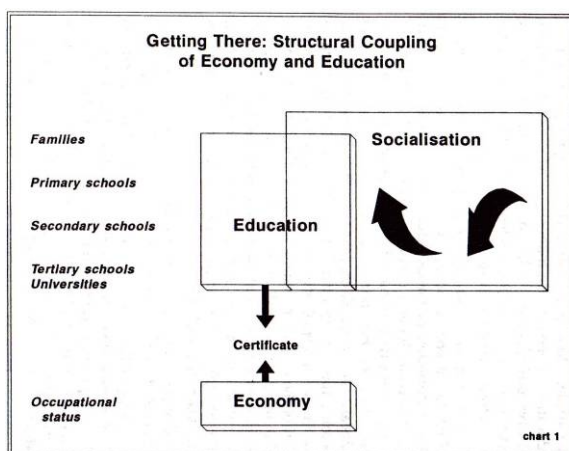 Getting There: Structural Coupling
of Economy and Education
Families
Socialisation
Primary schools
Secondary schools
Education
Tertiary schools
Universities
Certificate
Occupational
status
Economy
chart 1